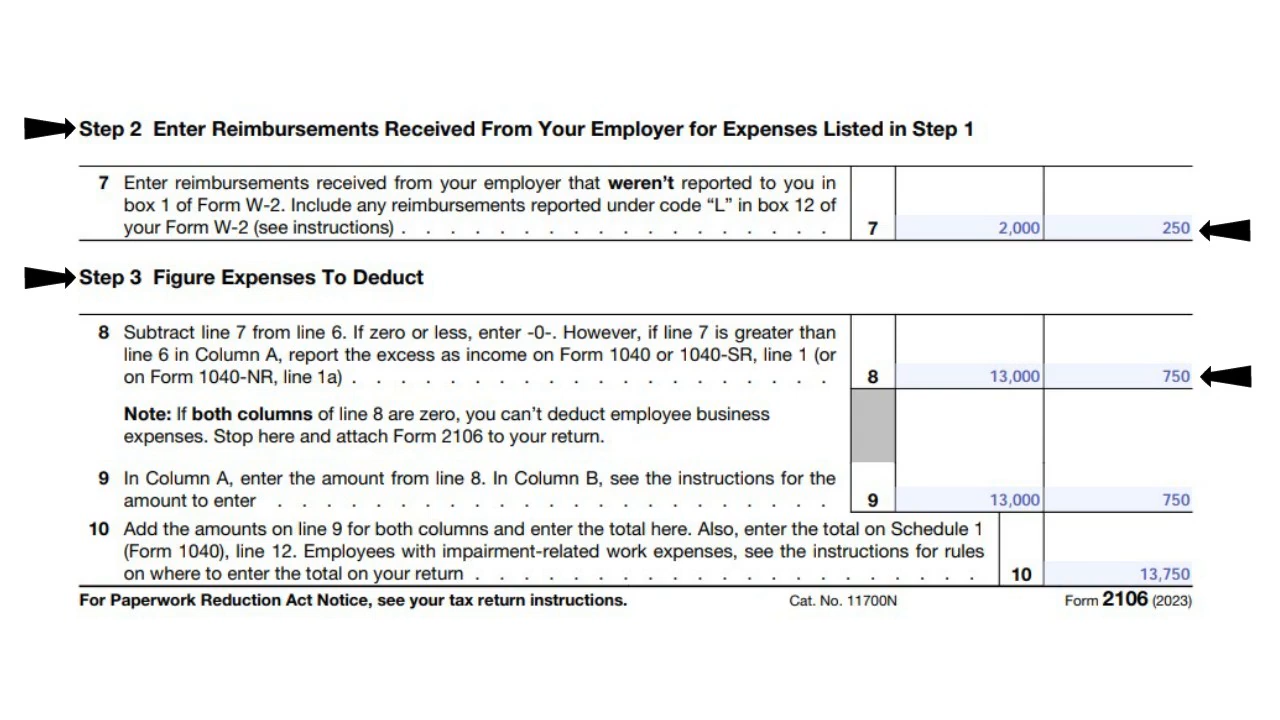 Step 2 Enter Reimbursements Received From Your Employer for Expenses Listed in Step 1
7 Enter reimbursements received from your employer that weren't reported to you in
box 1 of Form W-2. Include any reimbursements reported under code “L” in box 12 of
your Form W-2 (see instructions) . . . . . . . . . . . . . . . . . 7 2,000 250
Step 3 Figure Expenses To Deduct
8 Subtract line 7 from line 6. If zero or less, enter -0-. However, if line 7 is greater than
line 6 in Column A, report the excess as income on Form 1040 or 1040-SR, line 1 (or
on Form 1040-NR, line 1a) . . . . . . . . . . . . . . . . . . . 8 13,000 750
Note: If both columns of line 8 are zero, you can't deduct employee business
expenses. Stop here and attach Form 2106 to your return.
9 In Column A, enter the amount from line 8. In Column B, see the instructions for the
amount to enter . . . . . . . . . . . . . . . . . . . . . . 9 13,000 750
10 Add the amounts on line 9 for both columns and enter the total here. Also, enter the total on Schedule 1
(Form 1040), line 12. Employees with impairment-related work expenses, see the instructions for rules
on where to enter the total on your return . . . . . . . . . . . . . . . . . . . . 10 13,750
For Paperwork Reduction Act Notice, see your tax return instructions. Cat. No. 11700N Form 2106 (2023)